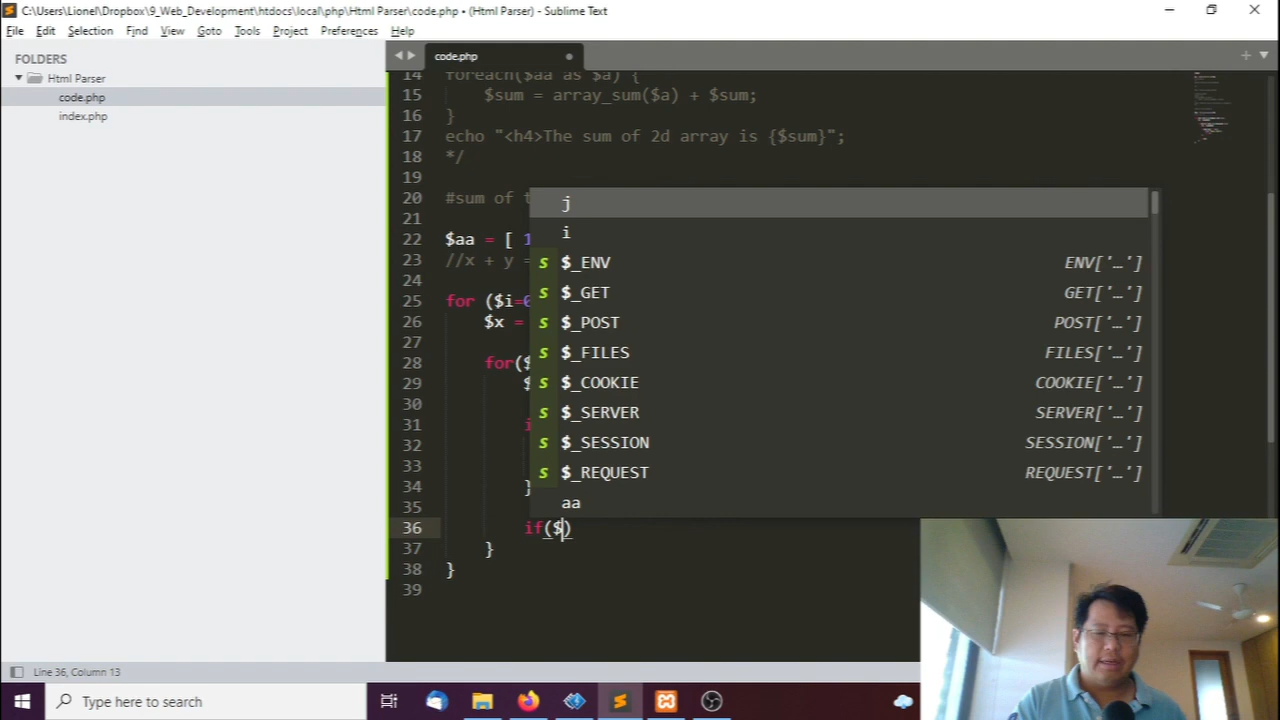 C:\Users\Lionel\Dropbox\9_Web_Development\htdocs\local\php\Html Parser\code.php • (Html Parser) - Sublime Text
File Edit Selection Find View Goto Tools Project Preferences Help
FOLDERS
Html Parser
code.php
index.php
code.php
14 foreach($aa as $a) {
15 $sum = array_sum($a) + $sum;
16 }
17 echo "<h4>The sum of 2d array is {$sum}";
18 */
19
20 #sum of t
21
22 $aa = [ 1
23 //x + y =
24
25 for ($i=0
26 $x =
27
28 for($
29 $
30
31 i
32
33
34 }
35
36 if($)
37 }
38 }
39
j
i
s $_ENV ENV['…']
s $_GET GET['…']
s $_POST POST['…']
s $_FILES FILES['…']
s $_COOKIE COOKIE['…']
s $_SERVER SERVER['…']
s $_SESSION SESSION['…']
s $_REQUEST REQUEST['…']
aa
Line 36, Column 13
Type here to search